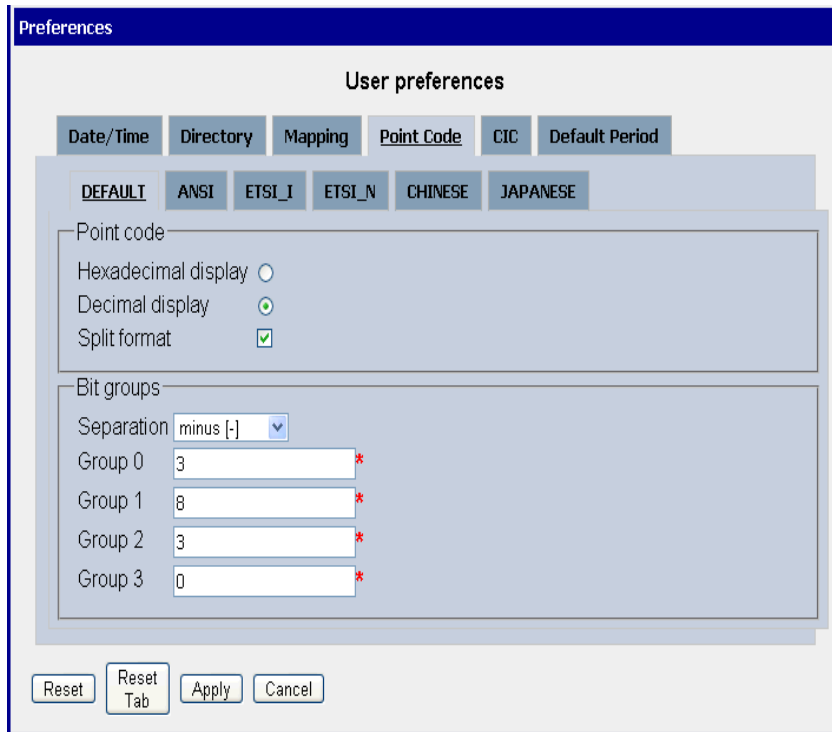 Preferences
User preferences
Date/Time Directory Mapping Point Code CIC Default Period
DEFAULT ANSI ETSI_I ETSI_N CHINESE JAPANESE
Point code
Hexadecimal display
Decimal display
Split format
Bit groups
Separation minus [-]
Group 0 3 *
Group 1 8 *
Group 2 3 *
Group 3 0 *
Reset Reset Tab Apply Cancel